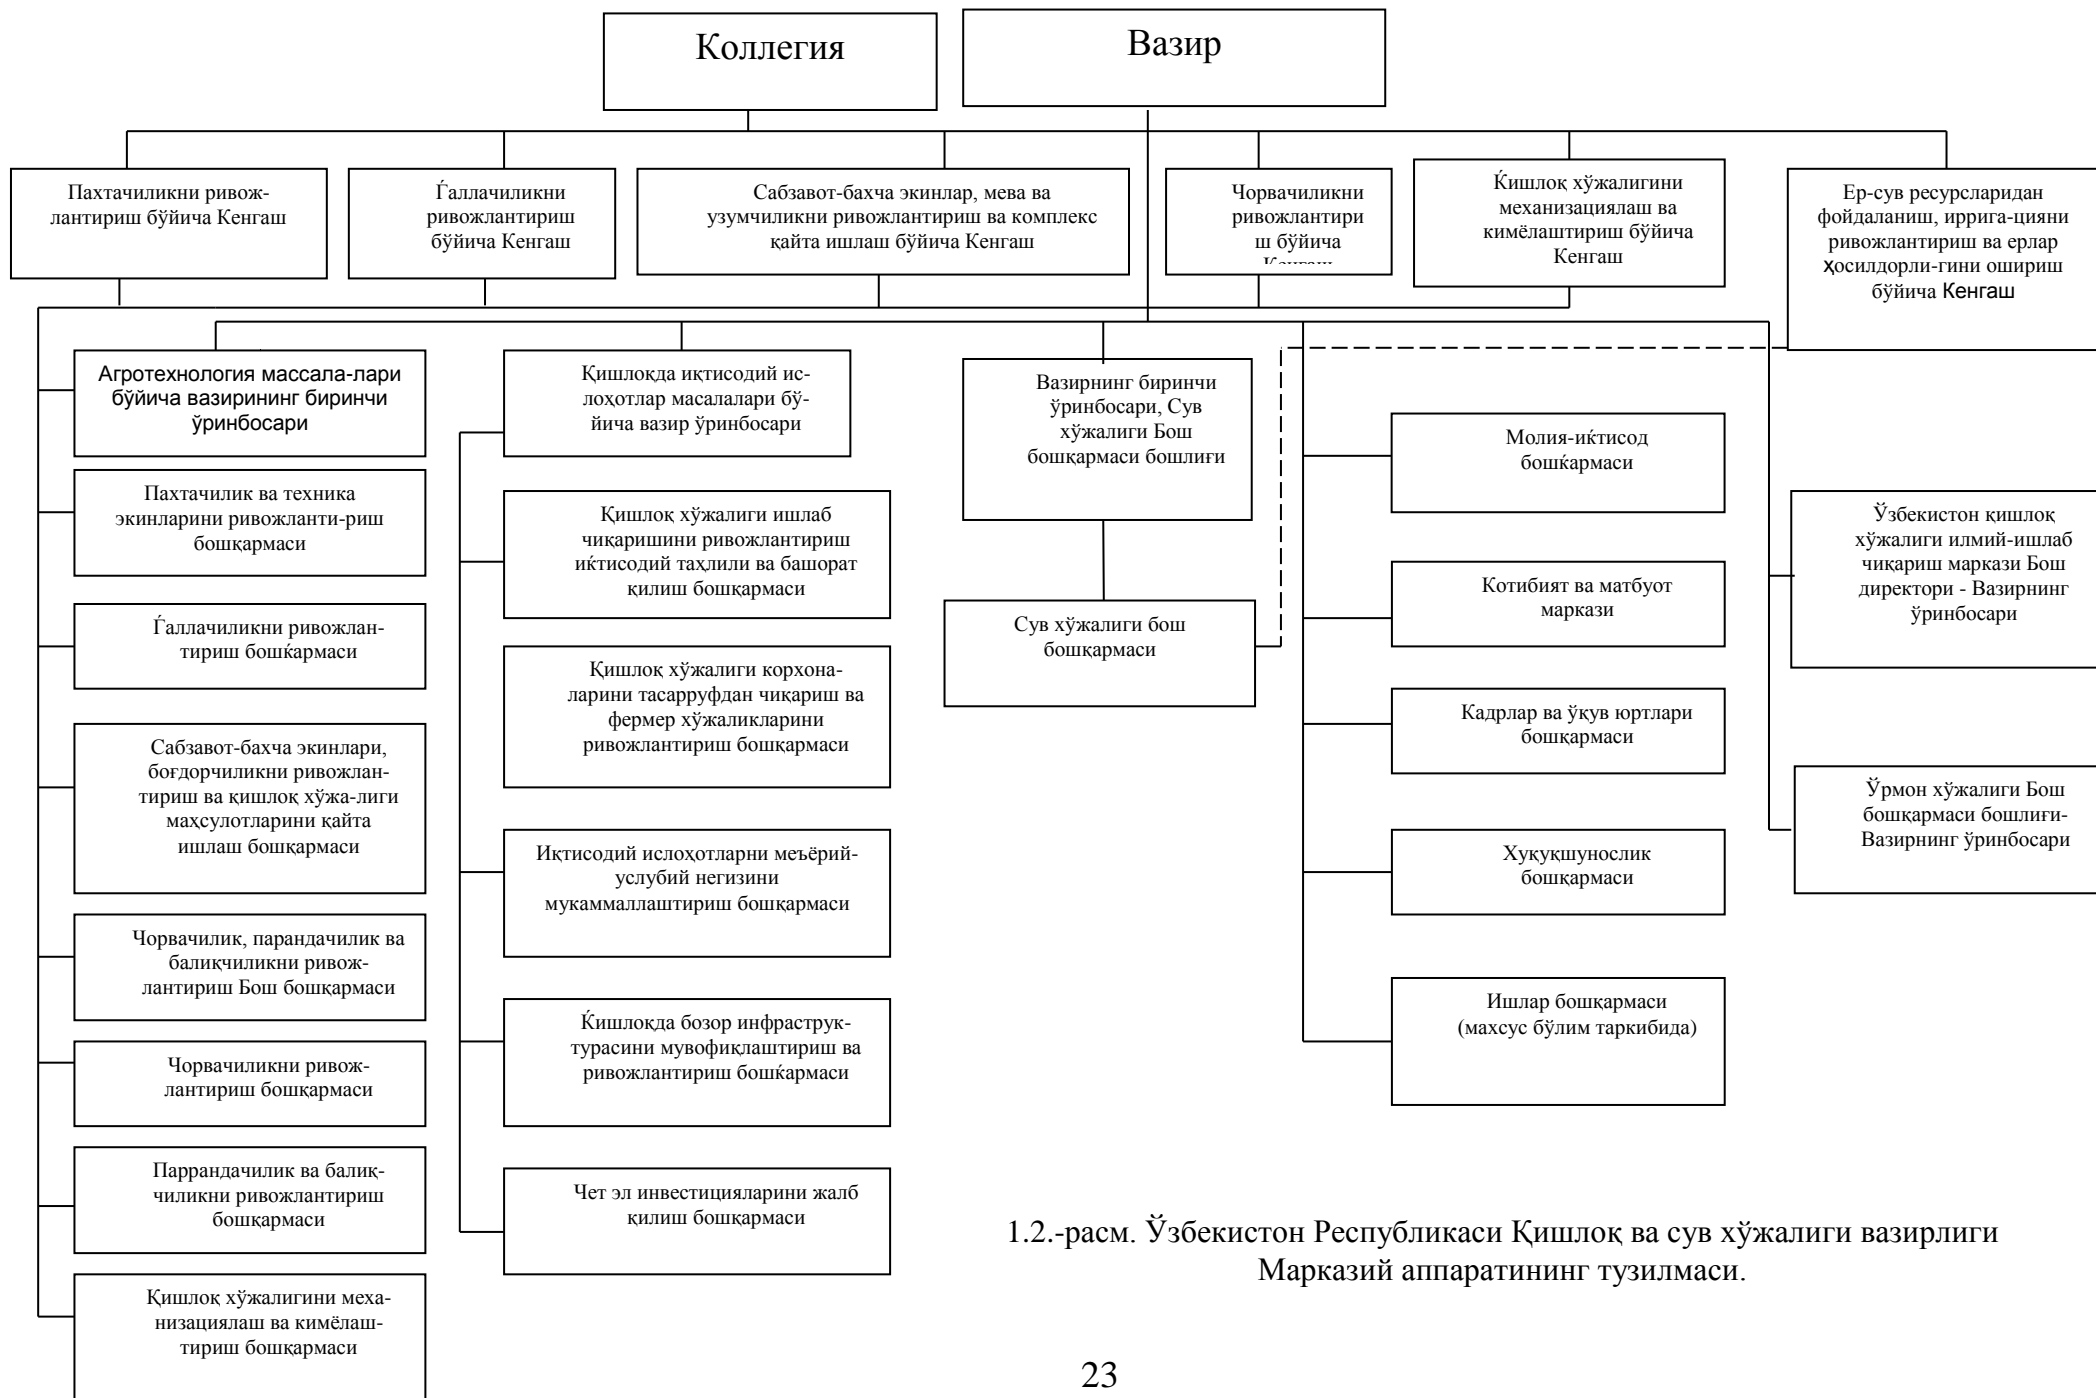 Коллегия
Вазир
Пахтачиликни ривож-
лантириш бўйича Кенгаш
Ѓаллачиликни
ривожлантириш
бўйича Кенгаш
Сабзавот-бахча экинлар, мева ва
узумчиликни ривожлантириш ва комплекс
қайта ишлаш бўйича Кенгаш
Чорвачиликни
ривожлантири
ш бўйича
Кенгаш
Ќишлоқ хўжалигини
механизациялаш ва
кимёлаштириш бўйича
Кенгаш
Ер-сув ресурсларидан
фойдаланиш, иррига-цияни
ривожлантириш ва ерлар
ҳосилдорли-гини ошириш
бўйича Кенгаш
Агротехнология массала-лари
бўйича вазирининг биринчи
ўринбосари
Пахтачилик ва техника
экинларини ривожланти-риш
бошқармаси
Ѓаллачиликни ривожлан-
тириш бошќармаси
Сабзавот-бахча экинлари,
боғдорчиликни ривожлан-
тириш ва қишлоқ хўжа-лиги
маҳсулотларини қайта
ишлаш бошқармаси
Чорвачилик, парандачилик ва
балиқчиликни ривож-
лантириш Бош бошқармаси
Чорвачиликни ривож-
лантириш бошқармаси
Паррандачилик ва балиқ-
чиликни ривожлантириш
бошқармаси
Қишлоқ хўжалигини меха-
низациялаш ва кимёлаш-
тириш бошқармаси
Қишлоқда иқтисодий ис-
лоҳотлар масалалари бў-
йича вазир ўринбосари
Қишлоқ хўжалиги ишлаб
чиқаришини ривожлантириш
иќтисодий таҳлили ва башорат
қилиш бошқармаси
Қишлоқ хўжалиги корхона-
ларини тасарруфдан чиқариш ва
фермер хўжаликларини
ривожлантириш бошқармаси
Иқтисодий ислоҳотларни меъёрий-
услубий негизини
мукаммаллаштириш бошқармаси
Ќишлоқда бозор инфраструк-
турасини мувофиқлаштириш ва
ривожлантириш бошќармаси
Чет эл инвестицияларини жалб
қилиш бошқармаси
Вазирнинг биринчи
ўринбосари, Сув
хўжалиги Бош
бошқармаси бошлиғи
Сув хўжалиги бош
бошқармаси
Молия-иќтисод
бошќармаси
Котибият ва матбуот
маркази
Кадрлар ва ўқув юртлари
бошқармаси
Хуқуқшунослик
бошқармаси
Ишлар бошқармаси
(махсус бўлим таркибида)
Ўзбекистон қишлоқ
хўжалиги илмий-ишлаб
чиқариш маркази Бош
директори - Вазирнинг
ўринбосари
Ўрмон хўжалиги Бош
бошқармаси бошлиғи-
Вазирнинг ўринбосари
1.2.-расм. Ўзбекистон Республикаси Қишлоқ ва сув хўжалиги вазирлиги
Марказий аппаратининг тузилмаси.
23